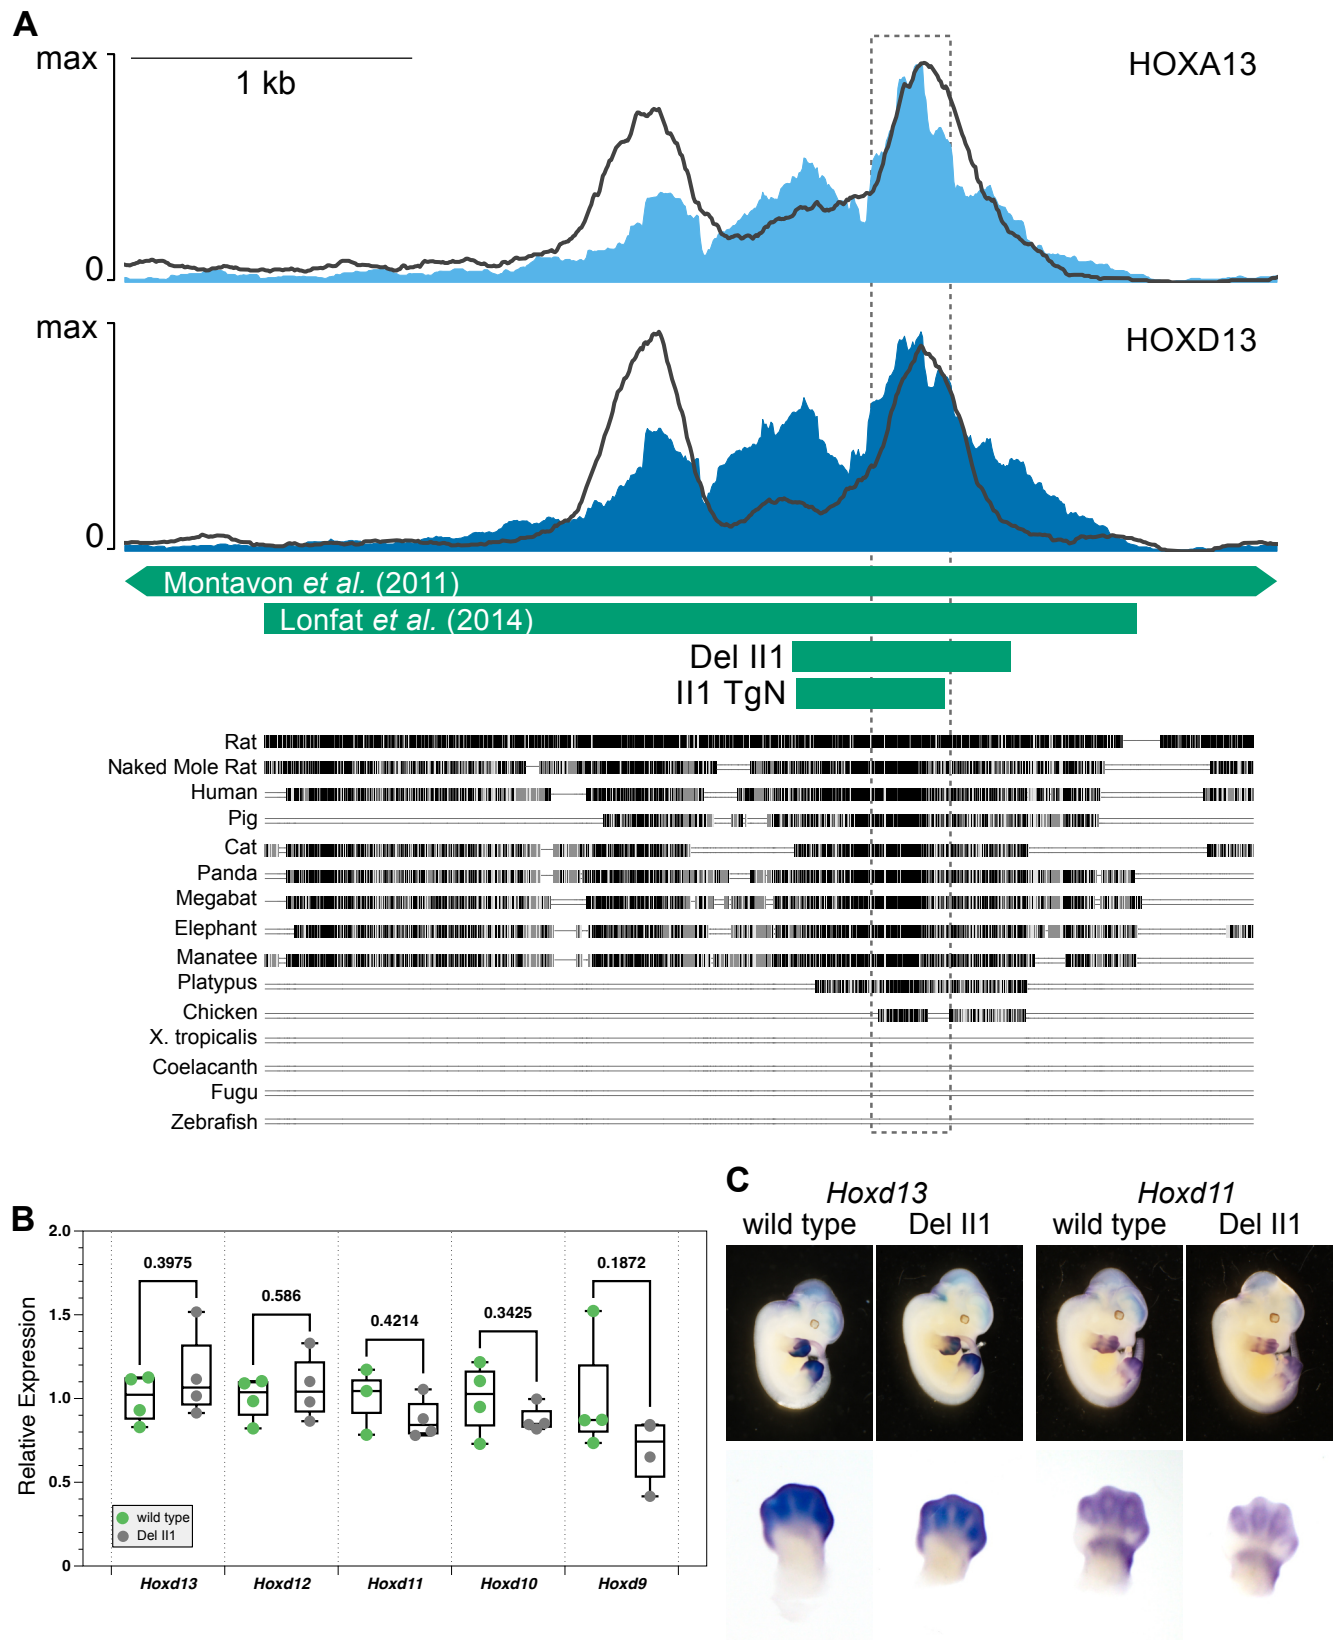 A
max
1 kb
HOXA13
0
max
HOXD13
0
Montavon et al. (2011)
Lonfat et al. (2014)
Del II1
II1 TgN
Rat
Naked Mole Rat
Human
Pig
Cat
Panda
Megabat
Elephant
Manatee
Platypus
Chicken
X. tropicalis
Coelacanth
Fugu
Zebrafish
B
2.0
1.5
1.0
0.5
0
Relative Expression
0.3975
0.586
0.4214
0.3425
0.1872
wild type
Del II1
Hoxd13 Hoxd12 Hoxd11 Hoxd10 Hoxd9
C
Hoxd13 Hoxd11
wild type Del II1 wild type Del II1